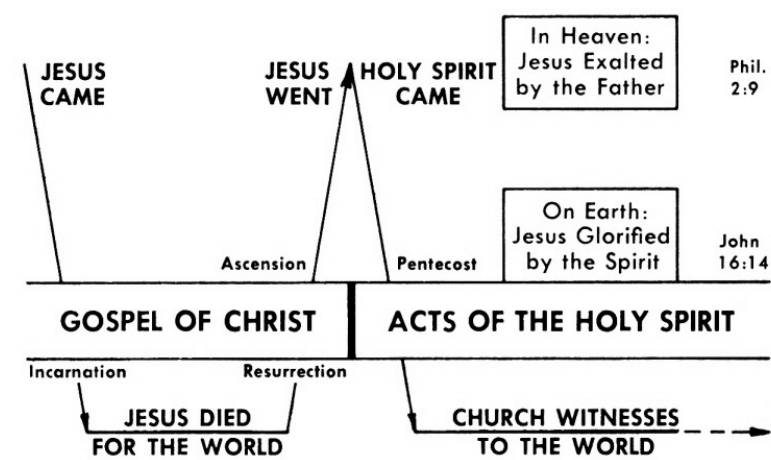 JESUS
CAME
JESUS
WENT
HOLY SPIRIT
CAME
In Heaven:
Jesus Exalted
by the Father
Phil.
2:9
Ascension
Pentecost
On Earth:
Jesus Glorified
by the Spirit
John
16:14
GOSPEL OF CHRIST
ACTS OF THE HOLY SPIRIT
Incarnation
Resurrection
JESUS DIED
FOR THE WORLD
CHURCH WITNESSES
TO THE WORLD